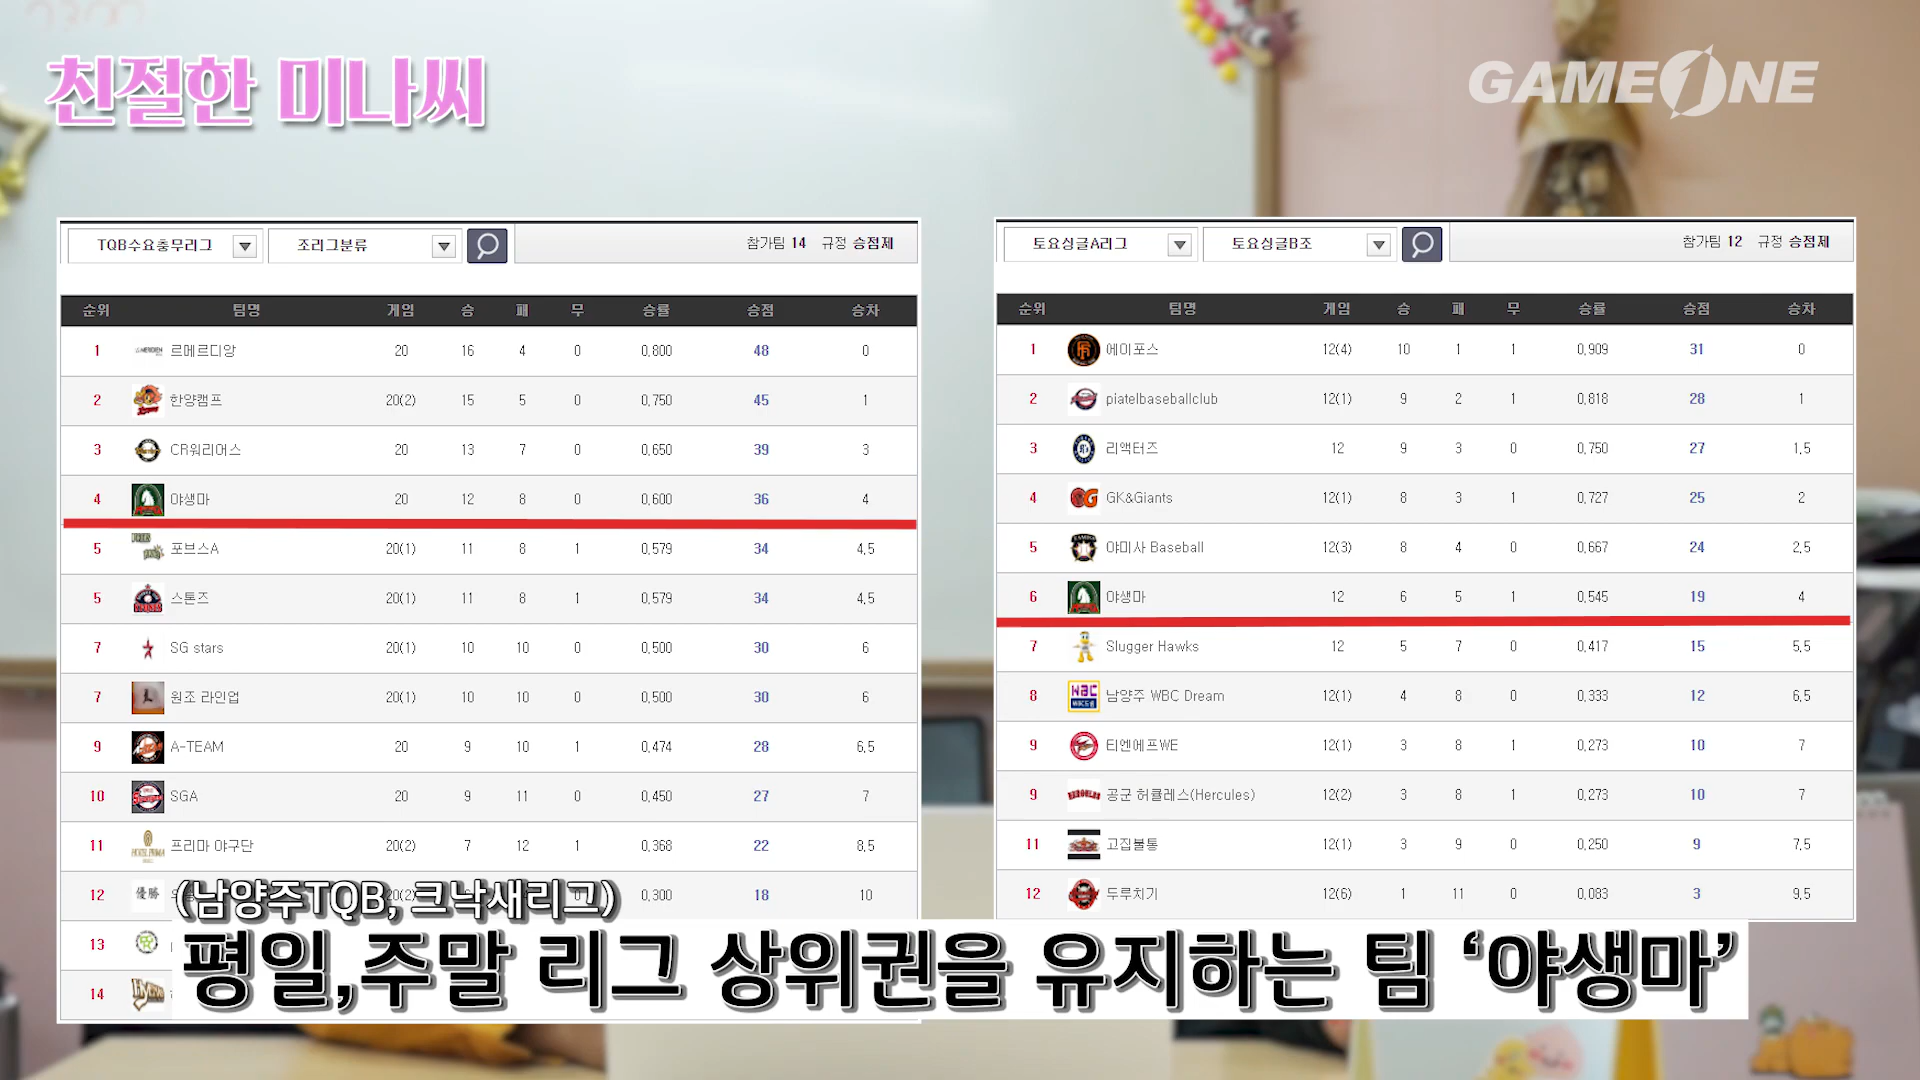 친절한 미나씨
GAMEONE
TQB수요충무리그 조리그분류 참가팀 14 규정 승점제
순위 팀명 게임 승 패 무 승률 승점 승차
1 르메르디앙 20 16 4 0 0.800 48 0
2 한양캠프 20(2) 15 5 0 0.750 45 1
3 CR워리어스 20 13 7 0 0.650 39 3
4 야생마 20 12 8 0 0.600 36 4
5 포브스A 20(1) 11 8 1 0.579 34 4.5
5 스톤즈 20(1) 11 8 1 0.579 34 4.5
7 SG stars 20(1) 10 10 0 0.500 30 6
7 원조 라인업 20(1) 10 10 0 0.500 30 6
9 A-TEAM 20 9 10 1 0.474 28 6.5
10 SGA 20 9 11 0 0.450 27 7
11 프리마 야구단 20(2) 7 12 1 0.368 22 8.5
12 優勝 20(2) 0.300 18 10
13
14
토요싱글A리그 토요싱글B조 참가팀 12 규정 승점제
순위 팀명 게임 승 패 무 승률 승점 승차
1 에이포스 12(4) 10 1 1 0.909 31 0
2 piatelbaseballclub 12(1) 9 2 1 0.818 28 1
3 리액터즈 12 9 3 0 0.750 27 1.5
4 GK&Giants 12(1) 8 3 1 0.727 25 2
5 야미사 Baseball 12(3) 8 4 0 0.667 24 2.5
6 야생마 12 6 5 1 0.545 19 4
7 Slugger Hawks 12 5 7 0 0.417 15 5.5
8 WBC 남양주 WBC Dream 12(1) 4 8 0 0.333 12 6.5
9 티엔에프WE 12(1) 3 8 1 0.273 10 7
9 HERCULES 공군 허큘레스(Hercules) 12(2) 3 8 1 0.273 10 7
11 고집불통 12(1) 3 9 0 0.250 9 7.5
12 두루치기 12(6) 1 11 0 0.083 3 9.5
(남양주TQB, 크낙새리그)
평일,주말 리그 상위권을 유지하는 팀 ‘야생마’